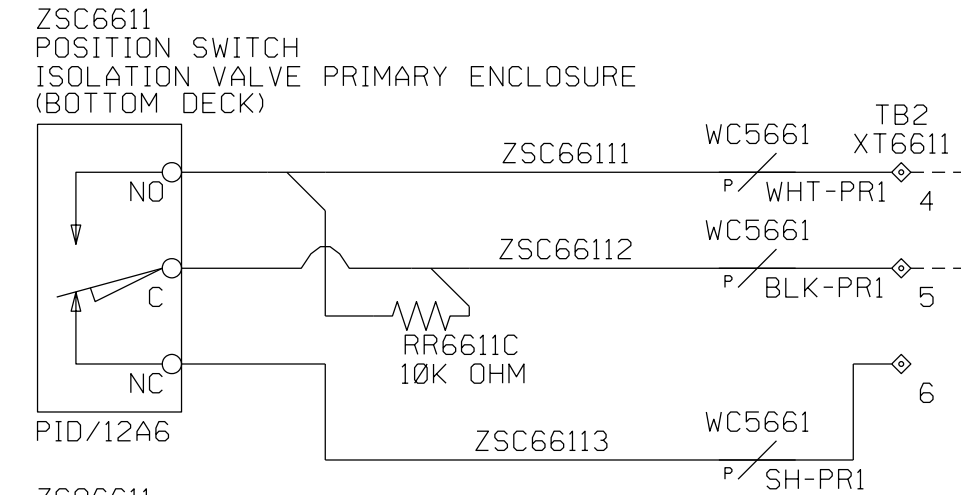 ZSC6611
POSITION SWITCH
ISOLATION VALVE PRIMARY ENCLOSURE
(BOTTOM DECK)
TB2
XT6611
WC5661
ZSC66111
NO
P
WHT-PR1
4
WC5661
ZSC66112
C
P
BLK-PR1
5
RR6611C
10K OHM
NC
6
PID/12A6
WC5661
ZSC66113
P
SH-PR1